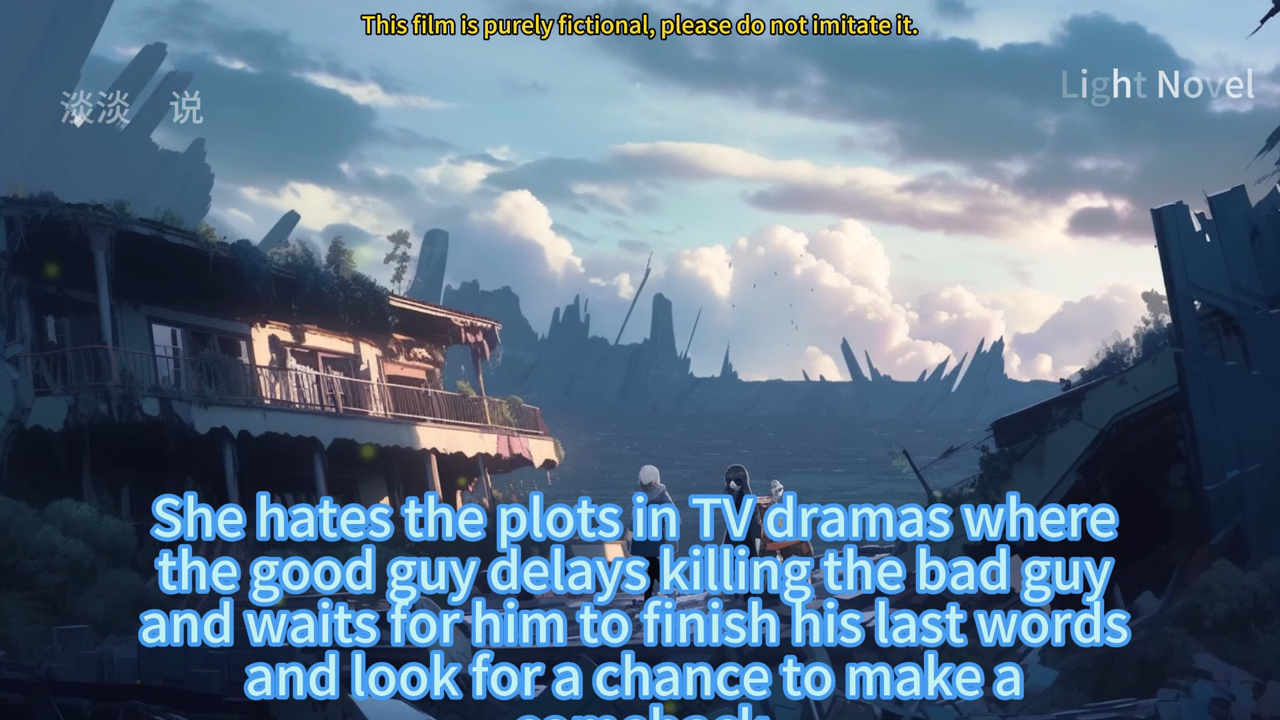 This film is purely fictional, please do not imitate it.
淡淡 说
Light Novel
She hates the plots in TV dramas where
the good guy delays killing the bad guy
and waits for him to finish his last words
and look for a chance to make a
comeback